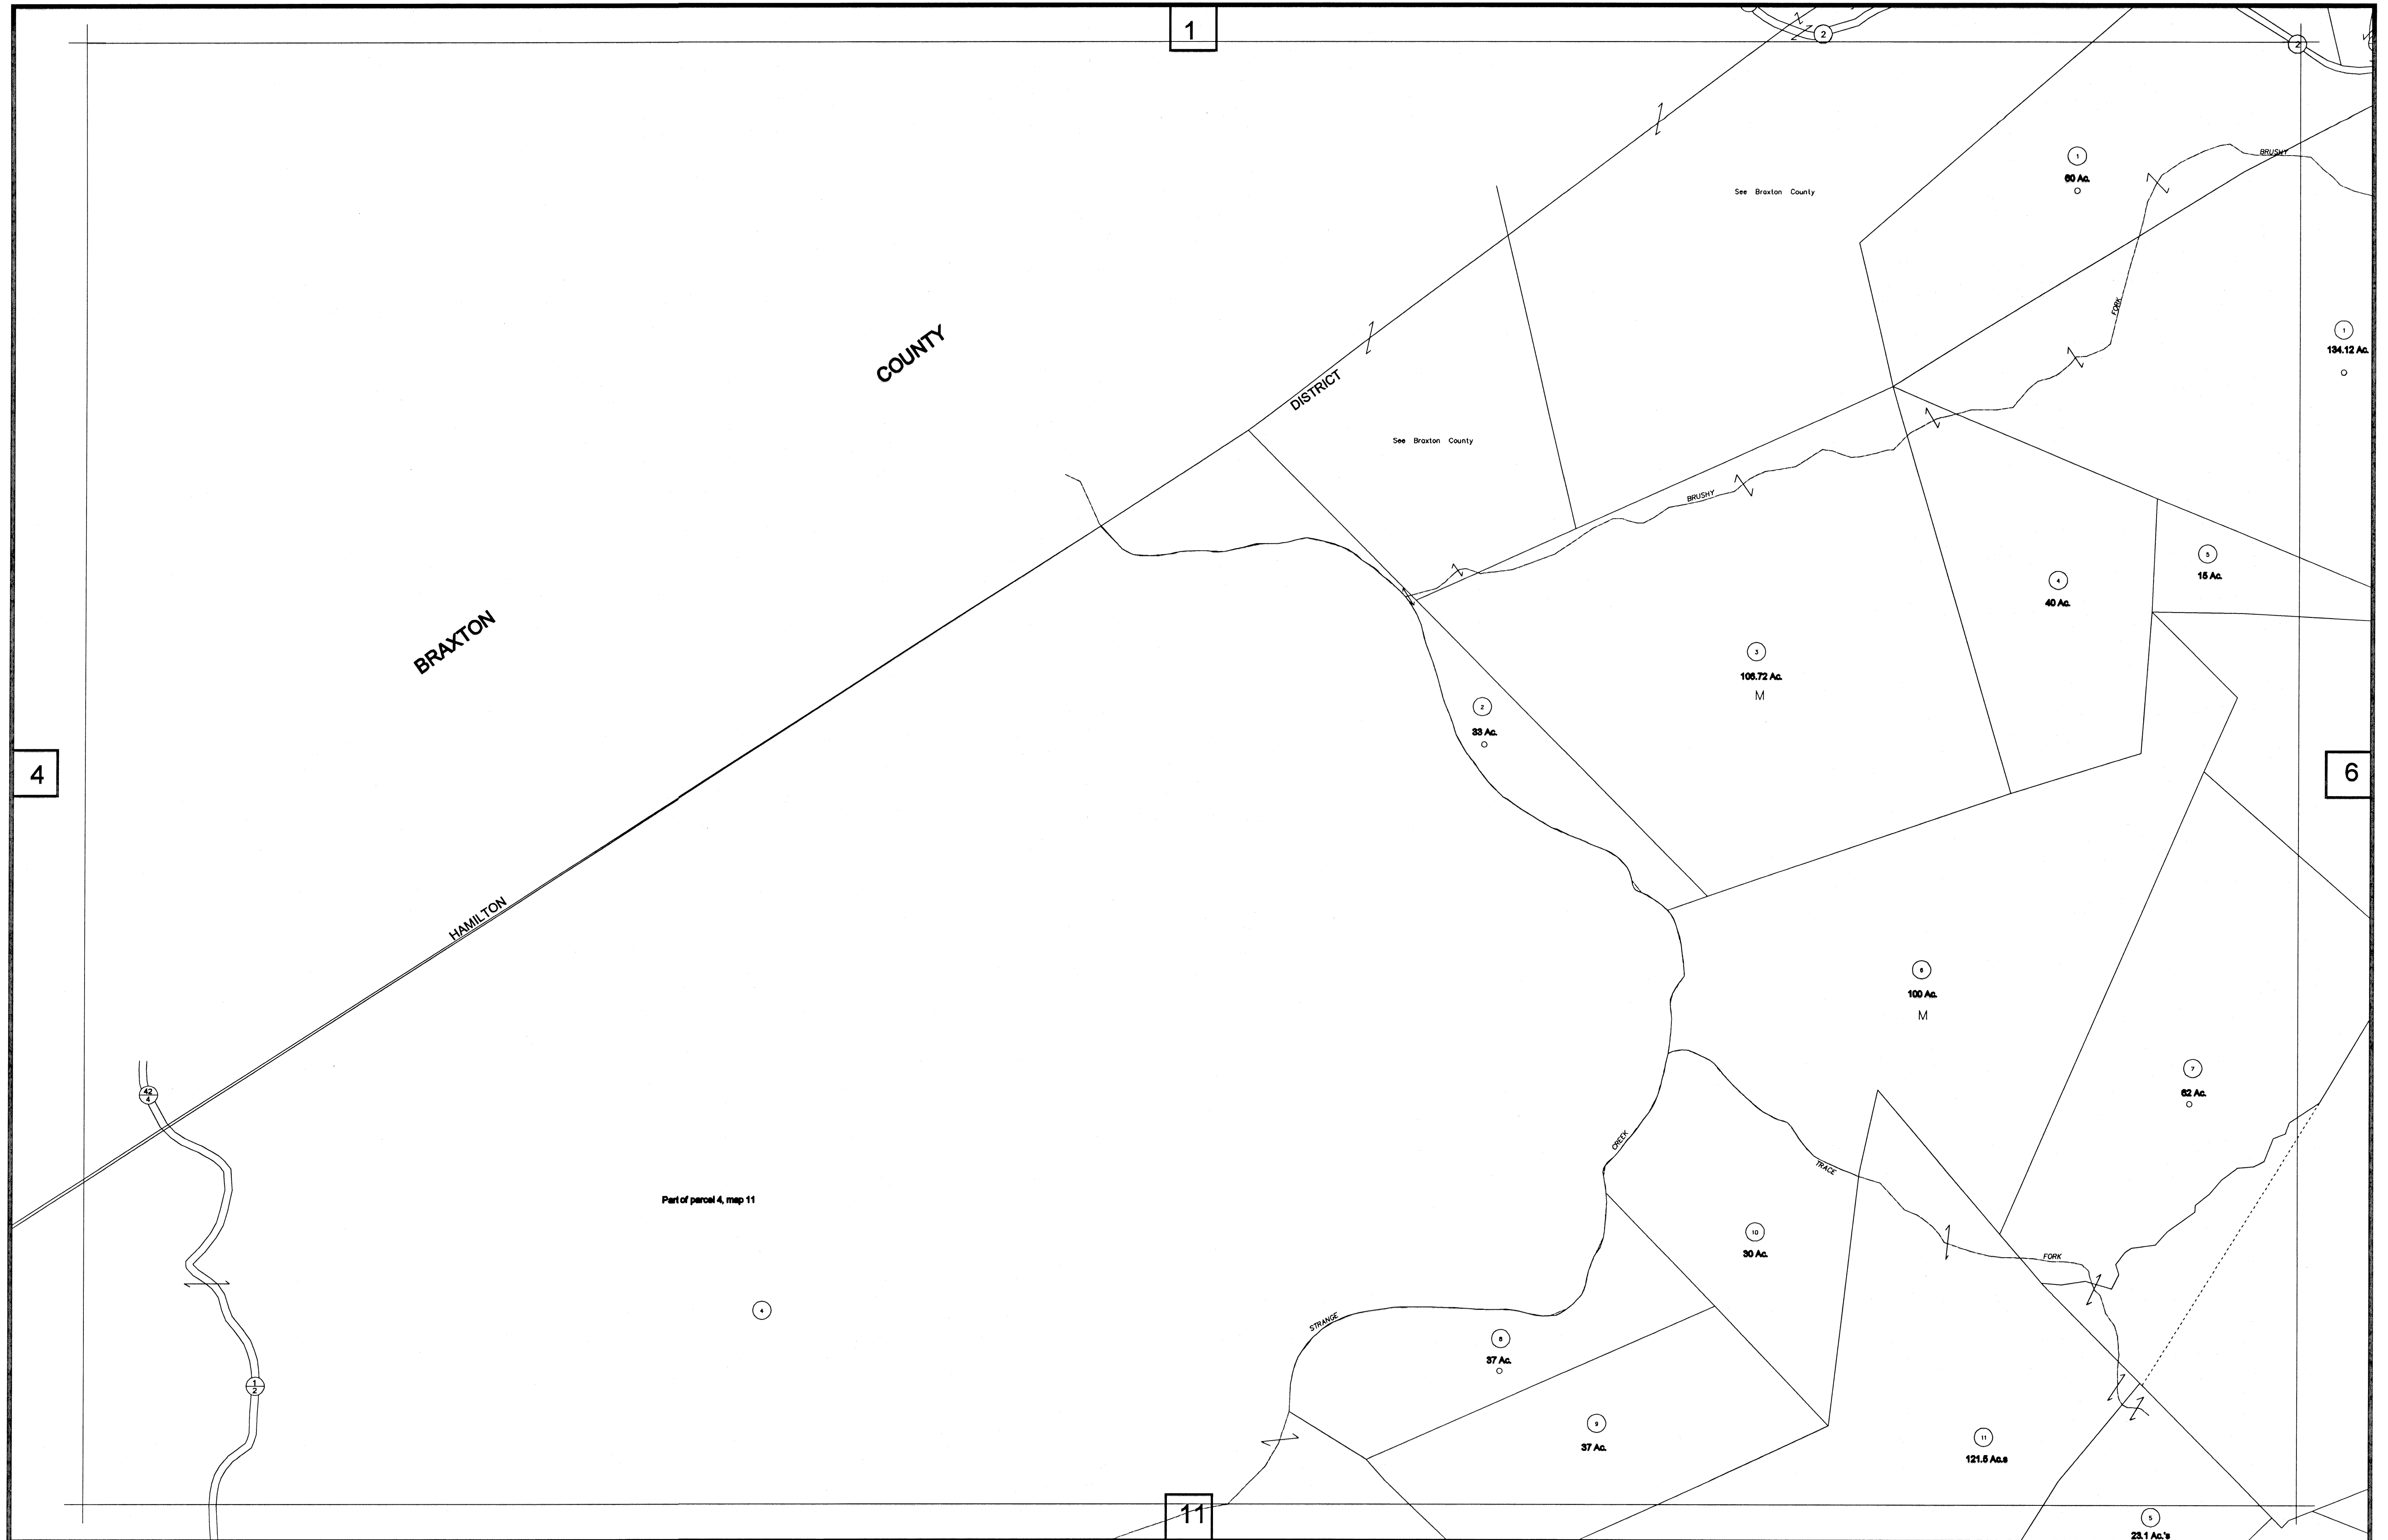 1
2
2
1
60 Ac.
BRUSHY
See Braxton County
FORK
1
134.12 Ac.
COUNTY
DISTRICT
See Braxton County
BRUSHY
5
15 Ac.
4
40 Ac.
BRAXTON
3
106.72 Ac.
M
2
33 Ac.
4
6
HAMILTON
6
100 Ac.
M
7
62 Ac.
42
4
CREEK
TRACE
Part of parcel 4, map 11
10
30 Ac.
FORK
4
STRANGE
8
37 Ac.
1
2
9
37 Ac.
11
121.5 Ac.s
11
5
23.1 Ac.'s